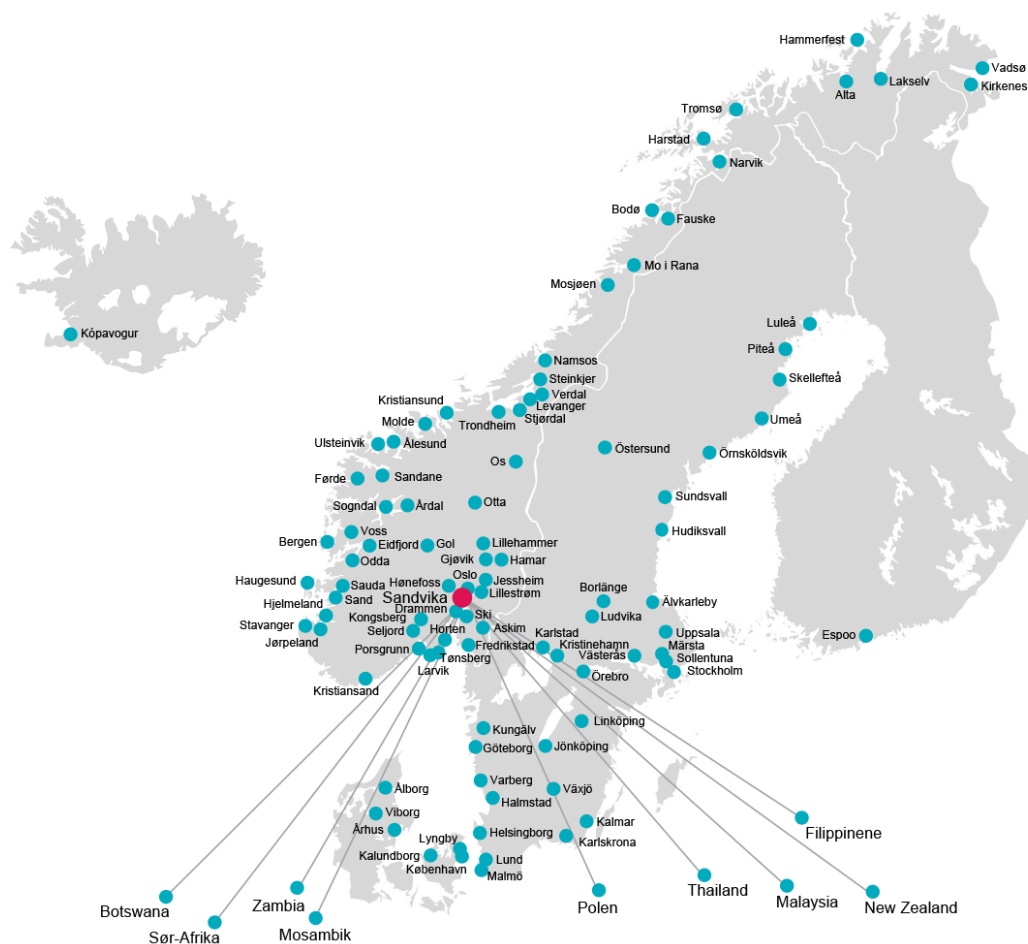 Hammerfest
Vadsø
Lakselv
Kirkenes
Alta
Tromsø
Harstad
Narvik
Bodø
Fauske
Mo i Rana
Mosjøen
Luleå
Kópavogur
Piteå
Namsos
Steinkjer
Skellefteå
Verdal
Kristiansund
Levanger
Stjørdal
Molde
Trondheim
Umeå
Ulsteinvik
Ålesund
Østersund
Örnsköldsvik
Os
Førde
Sandane
Sundsvall
Sogndal
Årdal
Otta
Hudiksvall
Voss
Bergen
Eidfjord
Gol
Lillehammer
Odda
Gjøvik
Hamar
Oslo
Jessheim
Haugesund
Sauda
Hønefoss
Lillestrøm
Borlänge
Sand
Sandvika
Älvkarleby
Hjelmeland
Drammen
Ski
Ludvika
Kongsberg
Stavanger
Seljord
Horten
Askim
Karlstad
Uppsala
Espoo
Jørpeland
Fredrikstad
Kristinehamn
Märsta
Porsgrunn
Tønsberg
Västerås
Sollentuna
Larvik
Örebro
Stockholm
Kristiansand
Linköping
Kungälv
Göteborg
Jönköping
Ålborg
Varberg
Växjö
Halmstad
Viborg
Kalmar
Århus
Helsingborg
Karlskrona
Filippinene
Lyngby
Kalundborg
Lund
København
Malmö
Thailand
Malaysia
Zambia
Polen
New Zealand
Botswana
Sør-Afrika
Mosambik